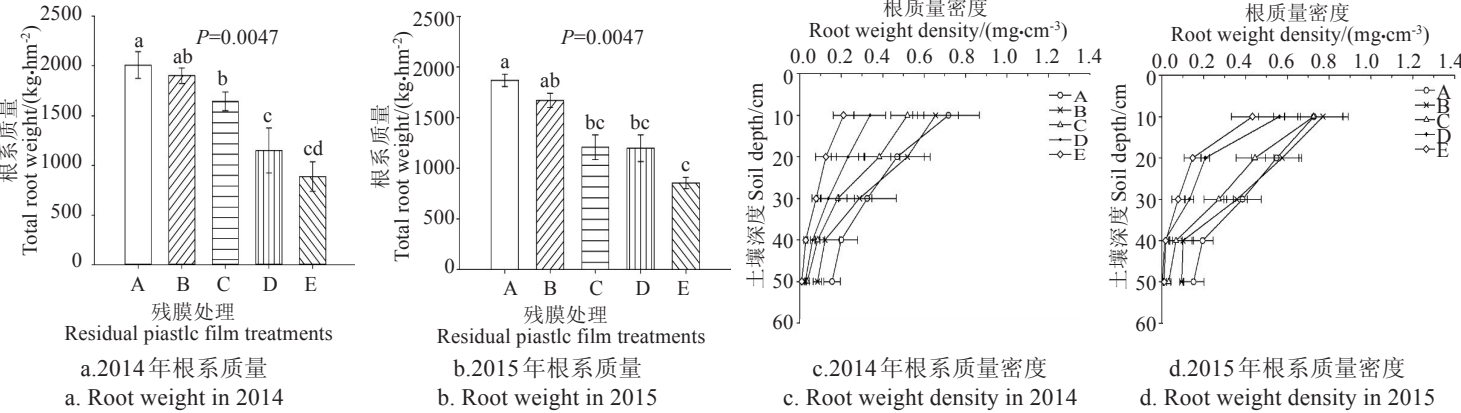 2500
2000
1500
1000
500
0
根系质量
Total root weight/(kg•hm-2)
P=0.0047
a
ab
b
c
cd
A B C D E
残膜处理
Residual piastlc film treatments
a.2014年根系质量
a. Root weight in 2014
2500
2000
1500
1000
500
0
根系质量
Total root weight/(kg•hm-2)
P=0.0047
a
ab
bc
bc
c
A B C D E
残膜处理
Residual piastlc film treatments
b.2015年根系质量
b. Root weight in 2015
根质量密度
Root weight density/(mg•cm-3)
0.0 0.2 0.4 0.6 0.8 1.0 1.2 1.4
0
10
20
30
40
50
60
土壤深度 Soil depth/cm
A
B
C
D
E
c.2014年根系质量密度
c. Root weight density in 2014
根质量密度
Root weight density/(mg•cm-3)
0.0 0.2 0.4 0.6 0.8 1.0 1.2 1.4
0
10
20
30
40
50
60
土壤深度 Soil depth/cm
A
B
C
D
E
d.2015年根系质量密度
d. Root weight density in 2015